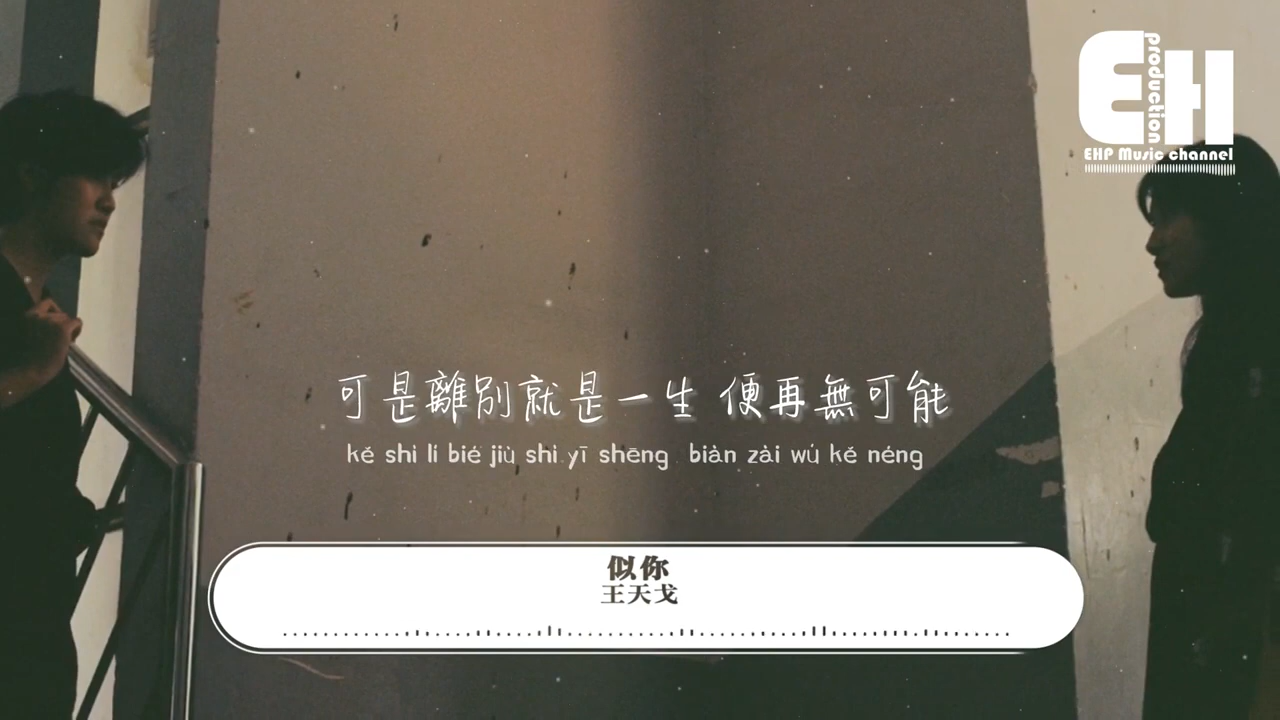 EH
production
EHP Music channel
可是離別就是一生 便再無可能
kě shì lí bié jiù shì yī shēng biàn zài wú kě néng
似你
王天戈